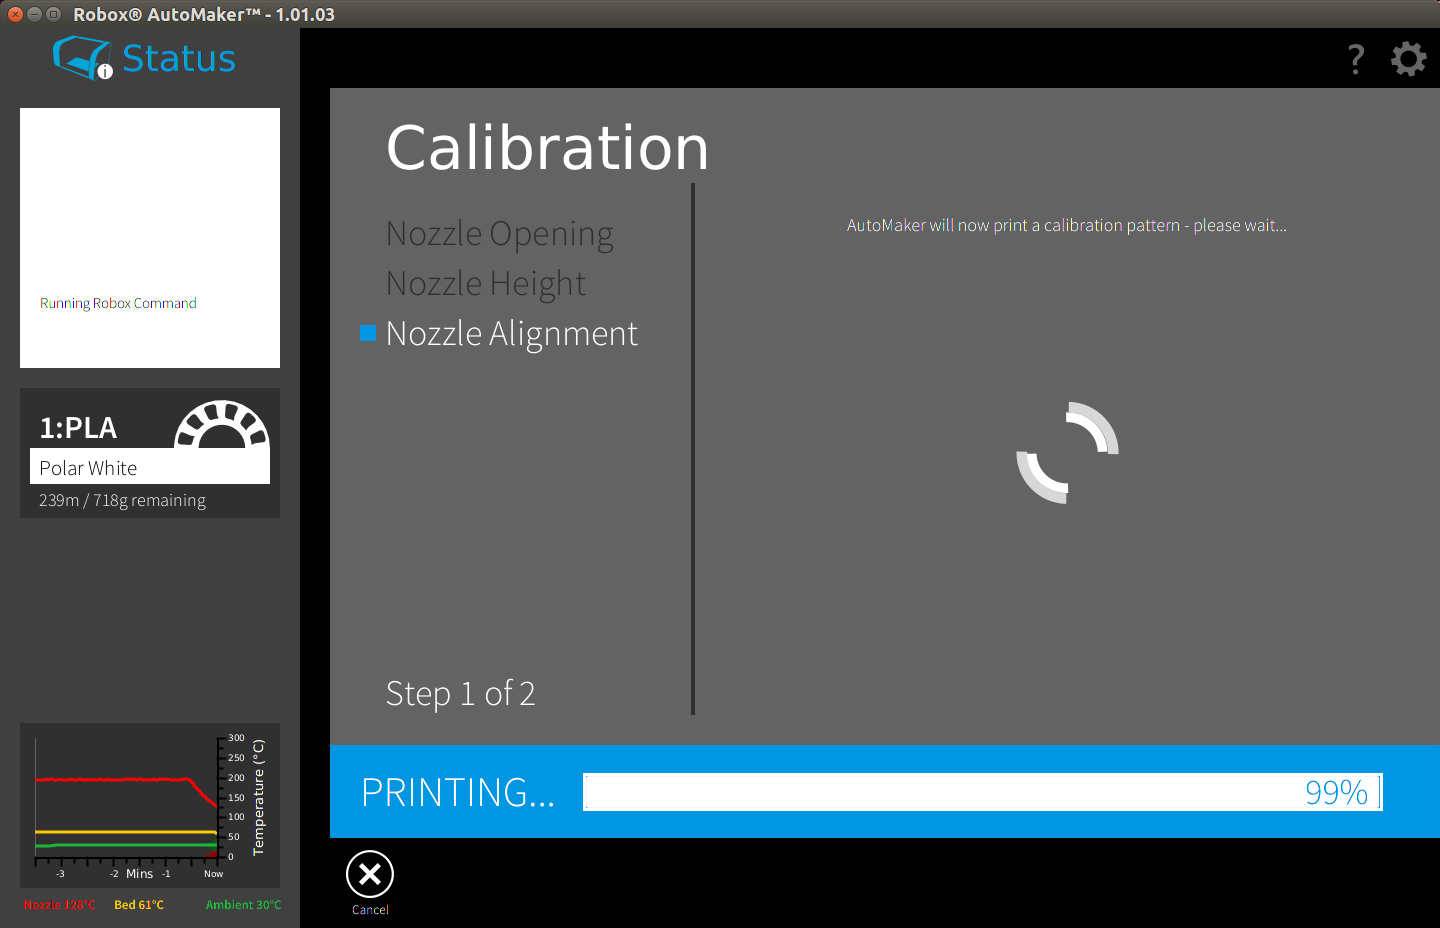 Robox® AutoMaker™ - 1.01.03
Status
?
Calibration
Nozzle Opening
Nozzle Height
Nozzle Alignment
AutoMaker will now print a calibration pattern - please wait...
Running Robox Command
1:PLA
Polar White
239m / 718g remaining
Step 1 of 2
300
250
200
150
100
50
0
Temperature (°C)
-3 -2 Mins -1 Now
Nozzle 128°C Bed 61°C Ambient 30°C
PRINTING... 99%
Cancel